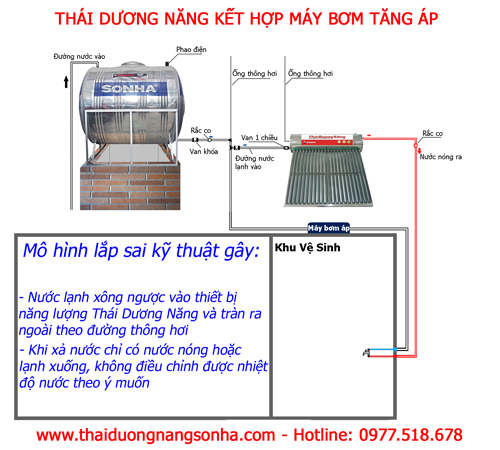 THÁI DƯƠNG NĂNG KẾT HỢP MÁY BƠM TĂNG ÁP
Phao điện
Đường nước vào
Ống thông hơi
Ống thông hơi
SONHA
Rắc co
Van khóa
Van 1 chiều
Đường nước
lạnh vào
TháiDươngNăng
Rắc co
Nước nóng ra
Máy bơm áp
Mô hình lắp sai kỹ thuật gây:
Khu Vệ Sinh
- Nước lạnh xông ngược vào thiết bị
năng lượng Thái Dương Năng và tràn ra
ngoài theo đường thông hơi
- Khi xả nước chỉ có nước nóng hoặc
lạnh xuống, không điều chỉnh được nhiệt
độ nước theo ý muốn
www.thaiduongnangsonha.com - Hotline: 0977.518.678